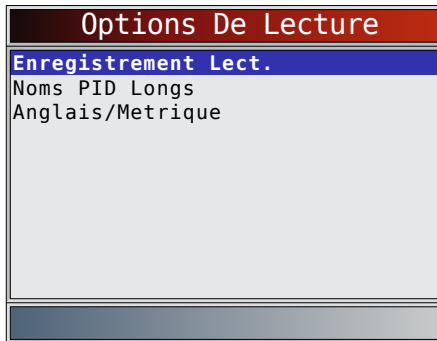 Options De Lecture
Enregistrement Lect.
Noms PID Longs
Anglais/Metrique